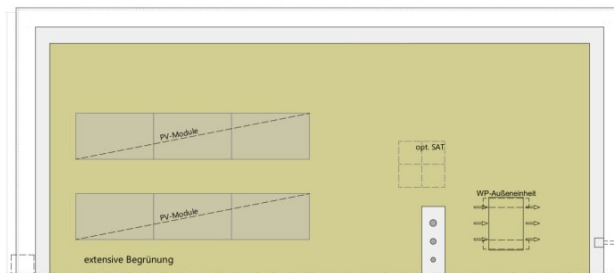 PV-Module
opt. SAT
WP-Außeneinheit
PV-Module
extensive Begrünung